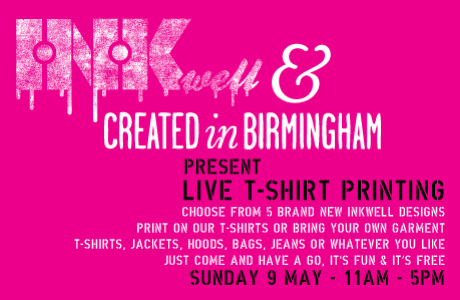 INK well &
CREATED in BIRMINGHAM
PRESENT
LIVE T-SHIRT PRINTING
CHOOSE FROM 5 BRAND NEW INKWELL DESIGNS
PRINT ON OUR T-SHIRTS OR BRING YOUR OWN GARMENT
T-SHIRTS, JACKETS, HOODS, BAGS, JEANS OR WHATEVER YOU LIKE
JUST COME AND HAVE A GO, IT'S FUN & IT'S FREE
SUNDAY 9 MAY - 11AM - 5PM